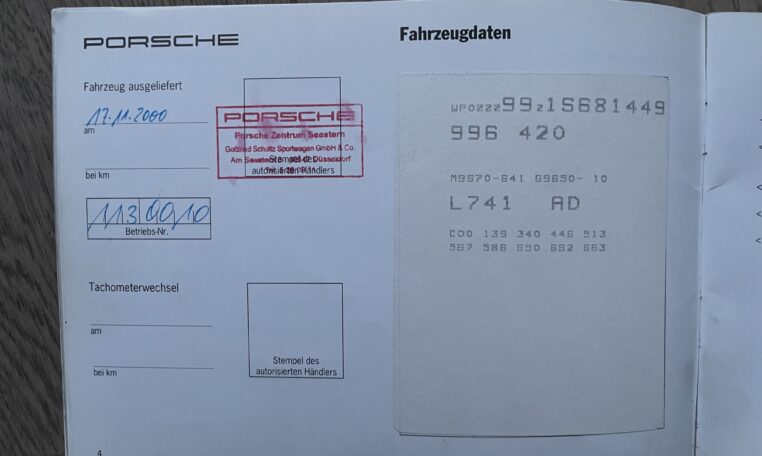 PORSCHE
Fahrzeug ausgeliefert
17.11.2000
am
bei km
113 00 10
Betriebs-Nr.
PORSCHE
Porsche Zentrum Seestern
Gottfried Schultz Sportwagen GmbH & Co
Am Düsseldorf
Stempel des
autorisierten Händlers
Tachometerwechsel
am
bei km
Stempel des
autorisierten Händlers
4
Fahrzeugdaten
WP0ZZZ99Z1S681449
996 420
M9670-641 G9650- 10
L741 AD
C00 139 340 446 513
567 586 650 662 663